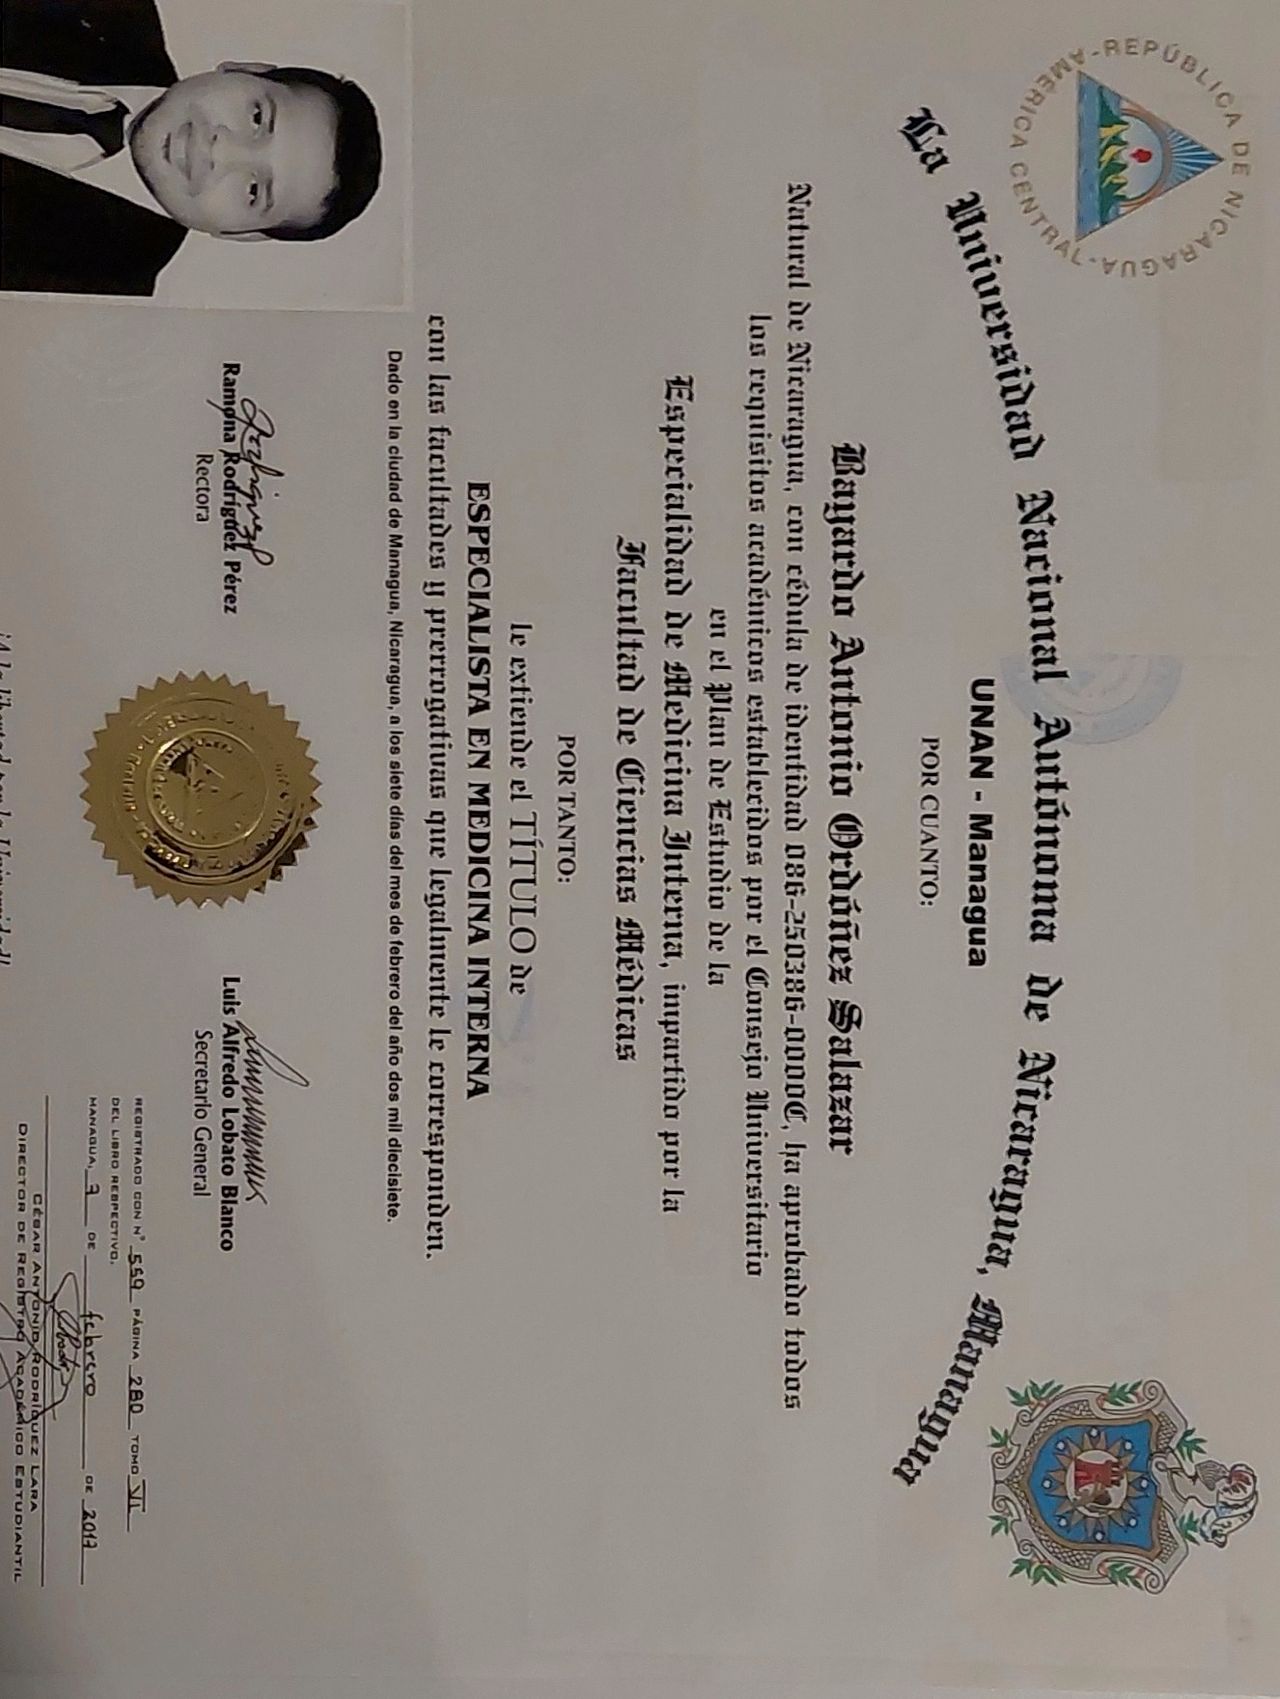 REPÚBLICA DE NICARAGUA - AMÉRICA CENTRAL -
La Universidad Nacional Autónoma de Nicaragua, Managua
UNAN - Managua
POR CUANTO:
Bayardo Antonio Ordóñez Salazar
Natural de Nicaragua, con cédula de identidad 086-250386-0000C, ha aprobado todos
los requisitos académicos establecidos por el Consejo Universitario
en el Plan de Estudio de la
Especialidad de Medicina Interna, impartido por la
Facultad de Ciencias Médicas
POR TANTO:
le extiende el TÍTULO de
ESPECIALISTA EN MEDICINA INTERNA
con las facultades y prerrogativas que legalmente le corresponden.
Dado en la ciudad de Managua, Nicaragua, a los siete días del mes de febrero del año dos mil diecisiete.
Ramona Rodríguez Pérez
Rectora
Luis Alfredo Lobato Blanco
Secretario General
REGISTRADO CON N° 559 PÁGINA 280 TOMO VI
DEL LIBRO RESPECTIVO.
MANAGUA, 7 DE febrero DE 2017
CÉSAR ANTONIO RODRÍGUEZ LARA
DIRECTOR DE REGISTRO ACADÉMICO ESTUDIANTIL
¡A la libertad por la Universidad!